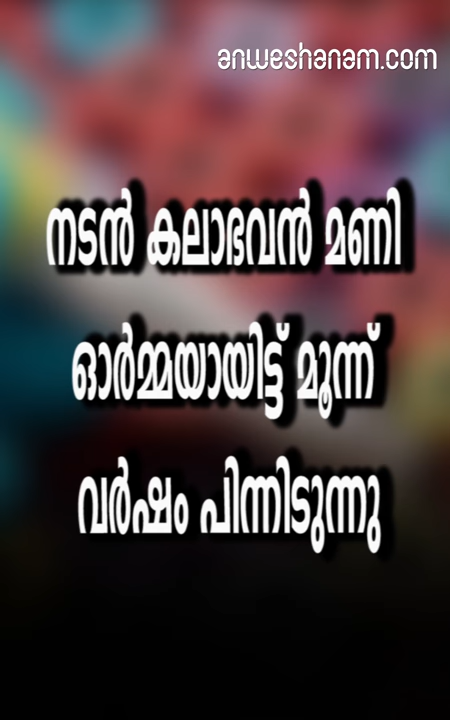 anweshanam.com
നടൻ കലാഭവൻ മണി
ഓർമ്മയായിട്ട് മൂന്ന്
വർഷം പിന്നിടുന്നു